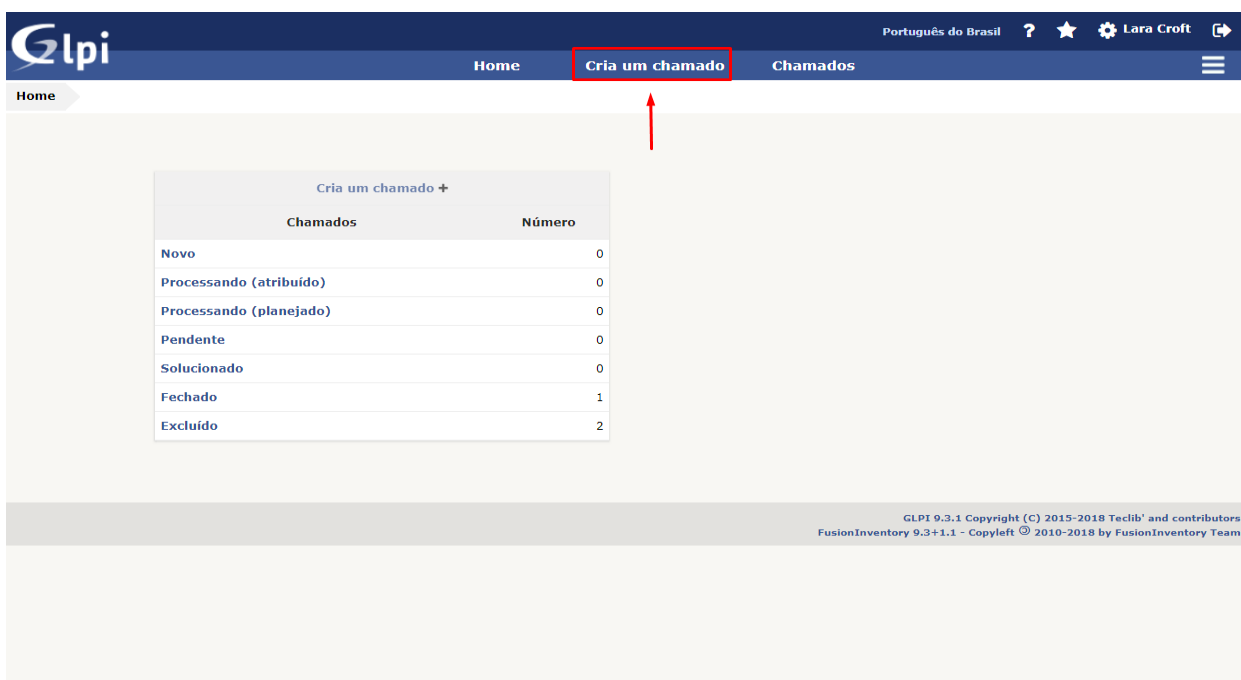 Glpi
Português do Brasil ? Lara Croft
Home Cria um chamado Chamados
Home
Cria um chamado +
Chamados Número
Novo 0
Processando (atribuído) 0
Processando (planejado) 0
Pendente 0
Solucionado 0
Fechado 1
Excluído 2
GLPI 9.3.1 Copyright (C) 2015-2018 Teclib' and contributors
FusionInventory 9.3+1.1 - Copyleft 🄯 2010-2018 by FusionInventory Team